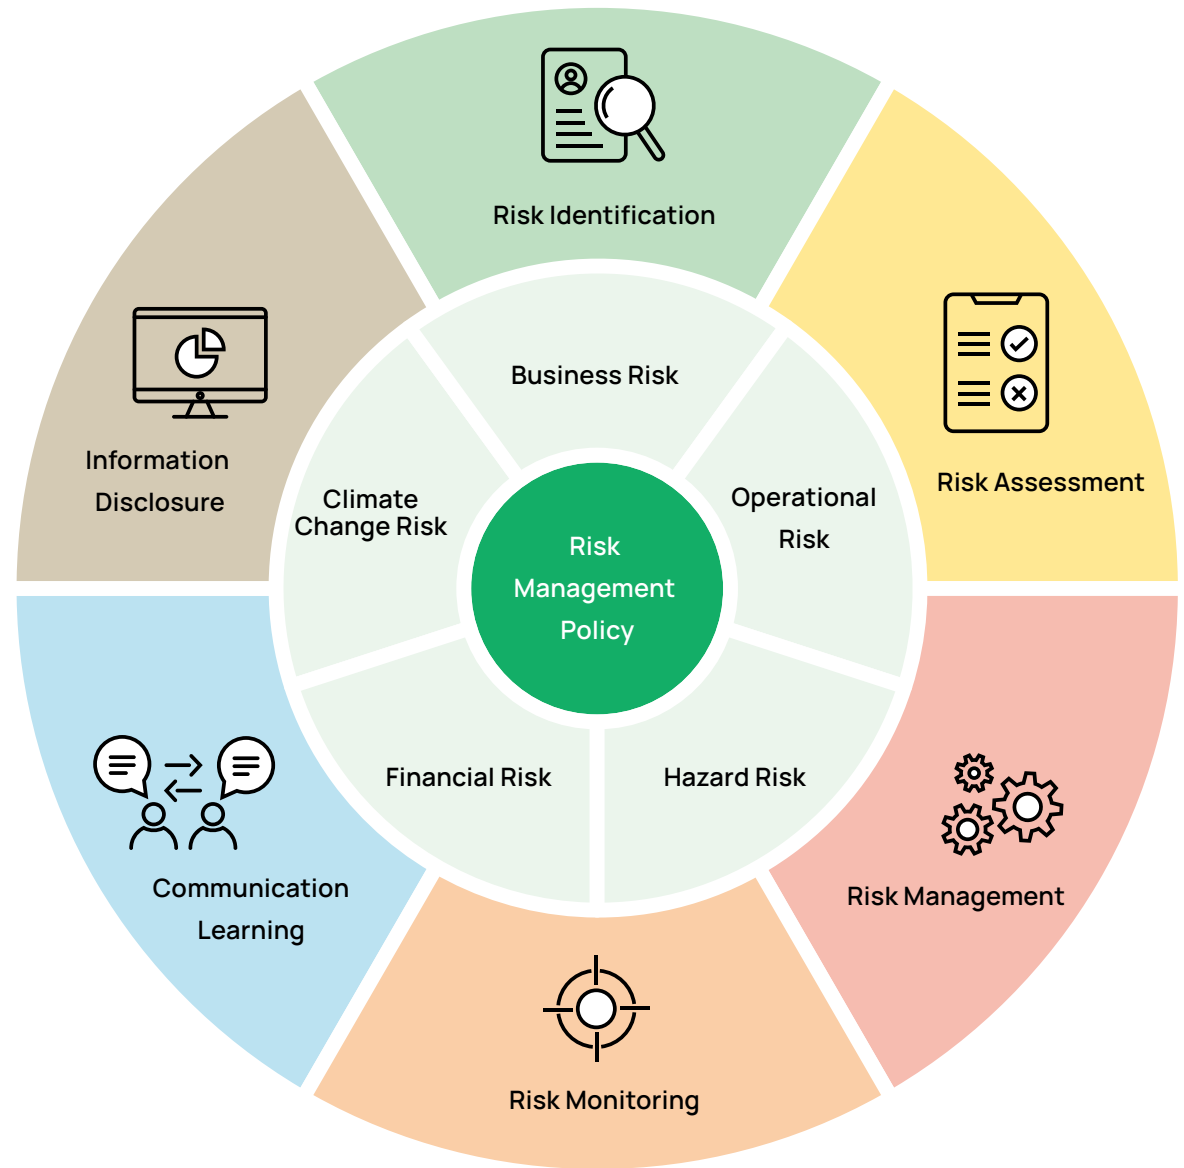 Risk Identification
Risk Assessment
Risk Management
Risk Monitoring
Communication
Learning
Information
Disclosure
Business Risk
Operational
Risk
Hazard Risk
Financial Risk
Climate
Change Risk
Risk
Management
Policy